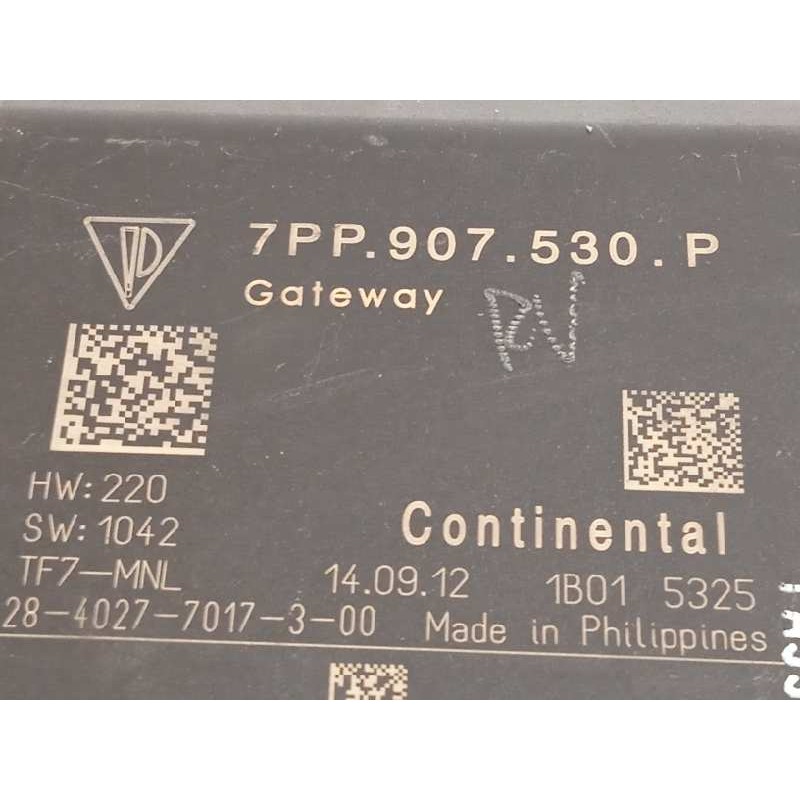 7PP.907.530.P
Gateway
HW: 220
SW: 1042
Continental
TF7-MNL 14.09.12 1B01 5325
28-4027-7017-3-00 Made in Philippines